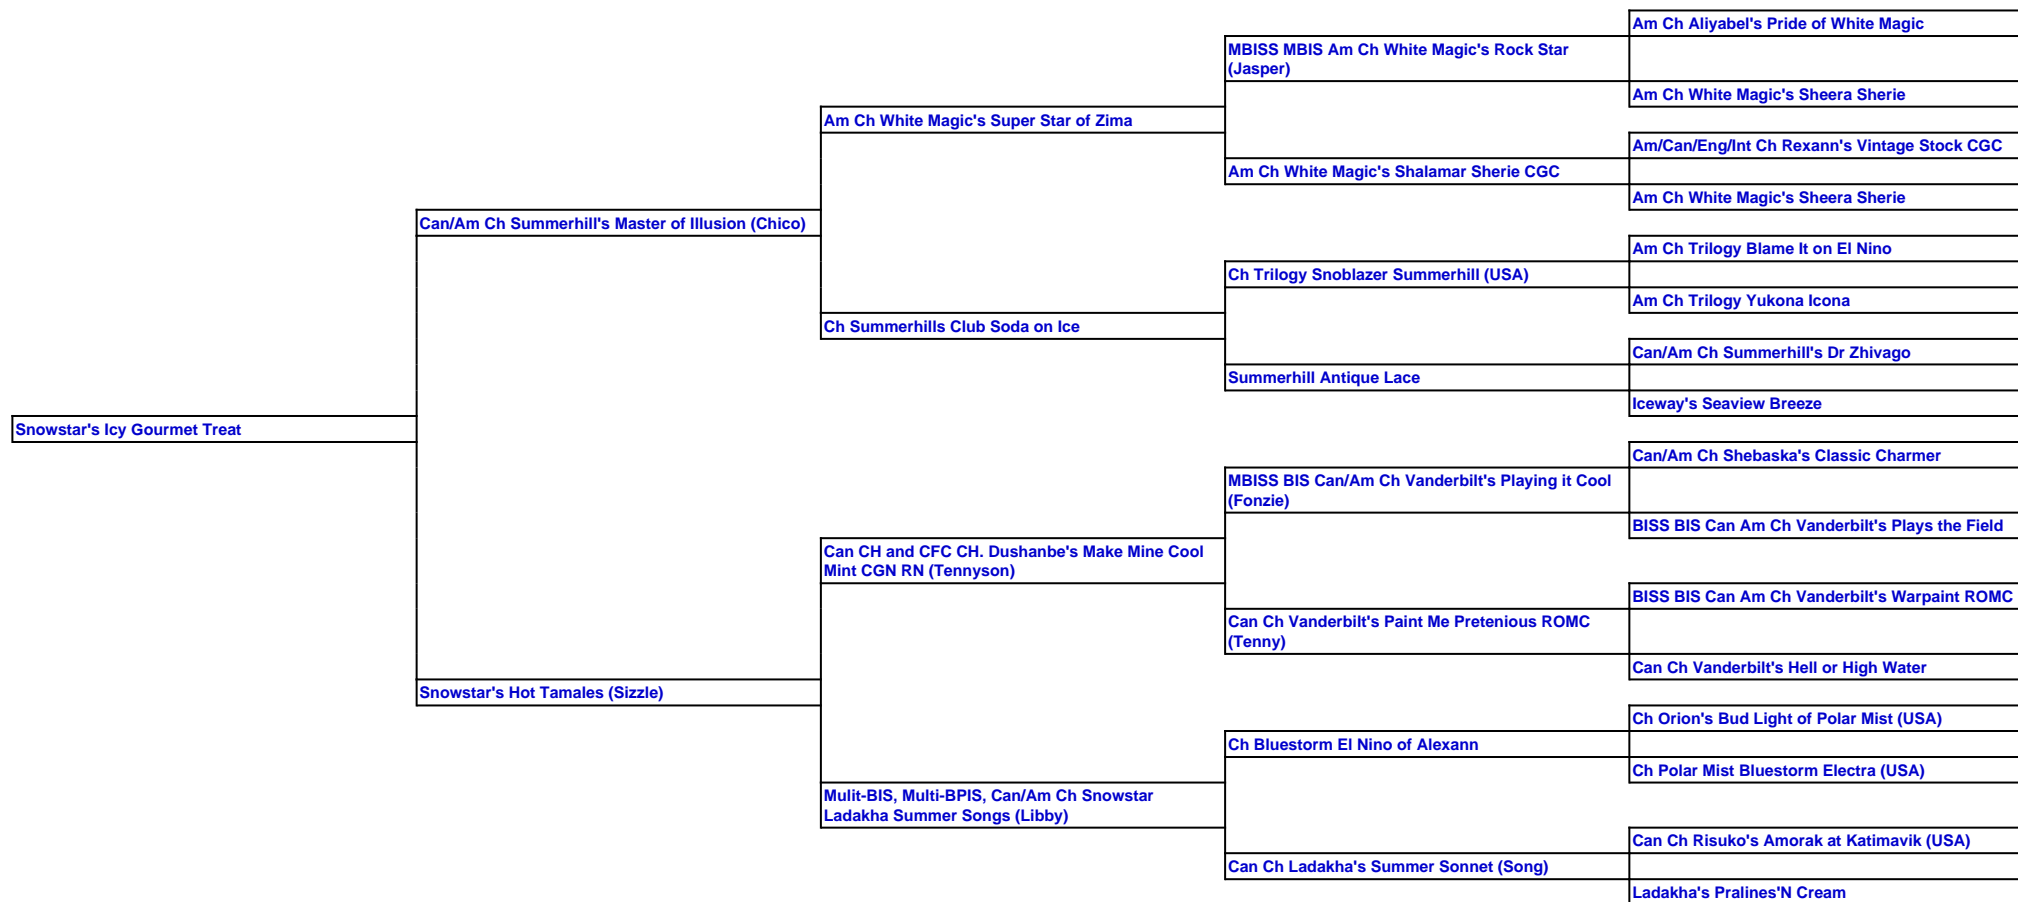 Am Ch Aliyabel's Pride of White Magic
MBISS MBIS Am Ch White Magic's Rock Star
(Jasper)
Am Ch White Magic's Sheera Sherie
Am Ch White Magic's Super Star of Zima
Am/Can/Eng/Int Ch Rexann's Vintage Stock CGC
Am Ch White Magic's Shalamar Sherie CGC
Am Ch White Magic's Sheera Sherie
Can/Am Ch Summerhill's Master of Illusion (Chico)
Am Ch Trilogy Blame It on El Nino
Ch Trilogy Snoblazer Summerhill (USA)
Am Ch Trilogy Yukona Icona
Ch Summerhills Club Soda on Ice
Can/Am Ch Summerhill's Dr Zhivago
Summerhill Antique Lace
Iceway's Seaview Breeze
Snowstar's Icy Gourmet Treat
Can/Am Ch Shebaska's Classic Charmer
MBISS BIS Can/Am Ch Vanderbilt's Playing it Cool
(Fonzie)
BISS BIS Can Am Ch Vanderbilt's Plays the Field
Can CH and CFC CH. Dushanbe's Make Mine Cool
Mint CGN RN (Tennyson)
BISS BIS Can Am Ch Vanderbilt's Warpaint ROMC
Can Ch Vanderbilt's Paint Me Pretenious ROMC
(Tenny)
Can Ch Vanderbilt's Hell or High Water
Snowstar's Hot Tamales (Sizzle)
Ch Orion's Bud Light of Polar Mist (USA)
Ch Bluestorm El Nino of Alexann
Ch Polar Mist Bluestorm Electra (USA)
Mulit-BIS, Multi-BPIS, Can/Am Ch Snowstar
Ladakha Summer Songs (Libby)
Can Ch Risuko's Amorak at Katimavik (USA)
Can Ch Ladakha's Summer Sonnet (Song)
Ladakha's Pralines'N Cream